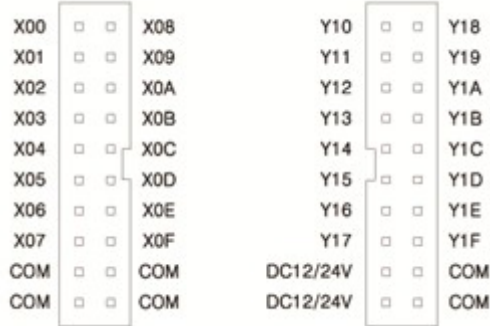 X00 X08 Y10 Y18
X01 X09 Y11 Y19
X02 X0A Y12 Y1A
X03 X0B Y13 Y1B
X04 X0C Y14 Y1C
X05 X0D Y15 Y1D
X06 X0E Y16 Y1E
X07 X0F Y17 Y1F
COM COM DC12/24V COM
COM COM DC12/24V COM